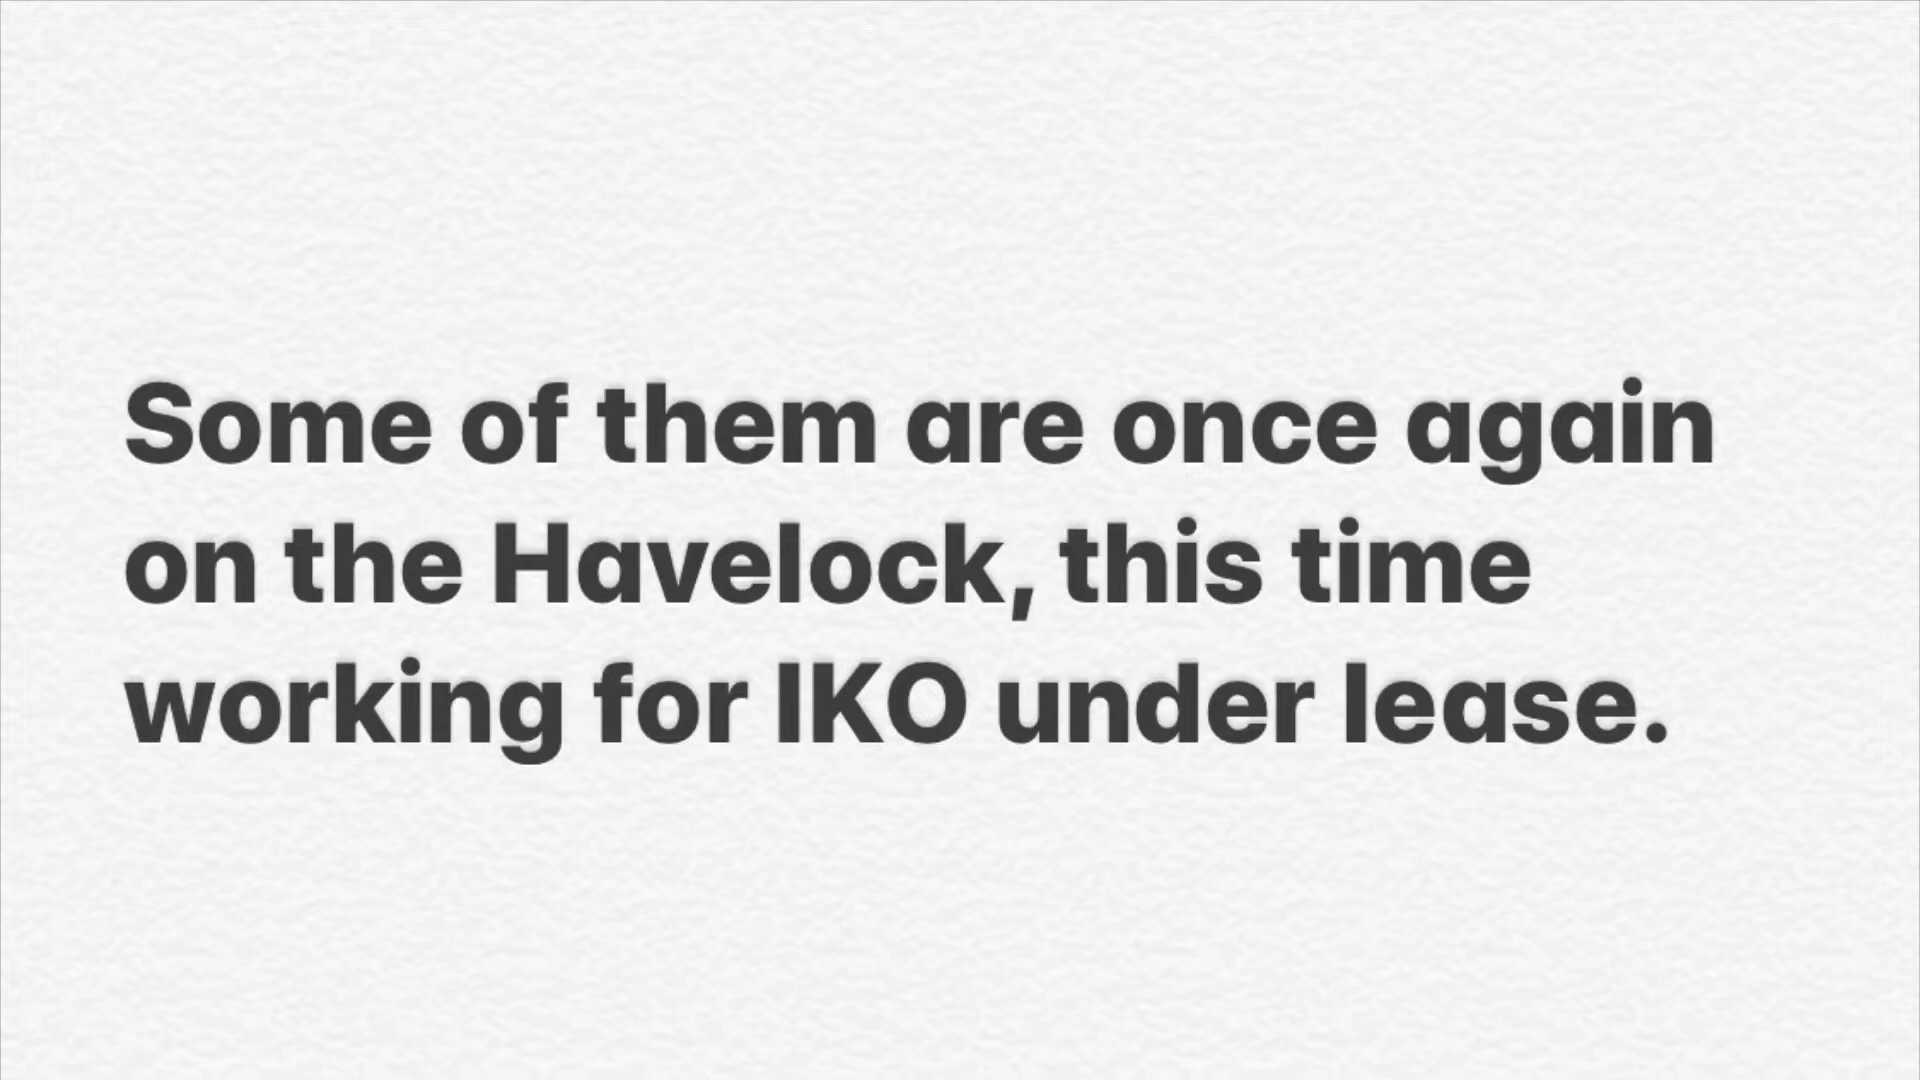 Some of them are once again
on the Havelock, this time
working for IKO under lease.